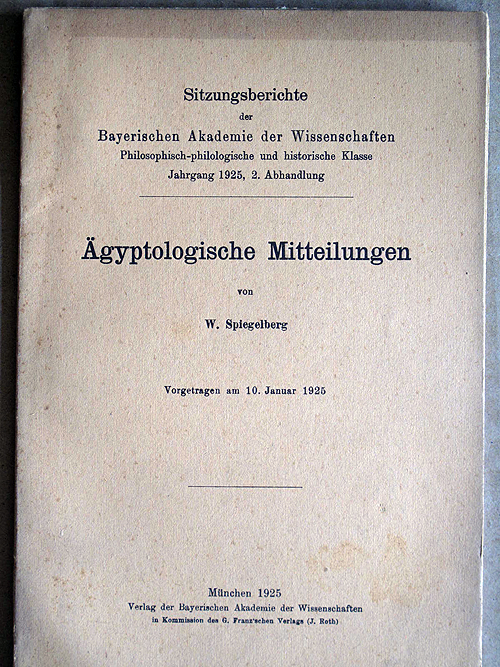 Sitzungsberichte
der
Bayerischen Akademie der Wissenschaften
Philosophisch-philologische und historische Klasse
Jahrgang 1925, 2. Abhandlung
Ägyptologische Mitteilungen
von
W. Spiegelberg
Vorgetragen am 10. Januar 1925
München 1925
Verlag der Bayerischen Akademie der Wissenschaften
in Kommission des G. Franz'schen Verlags (J. Roth)